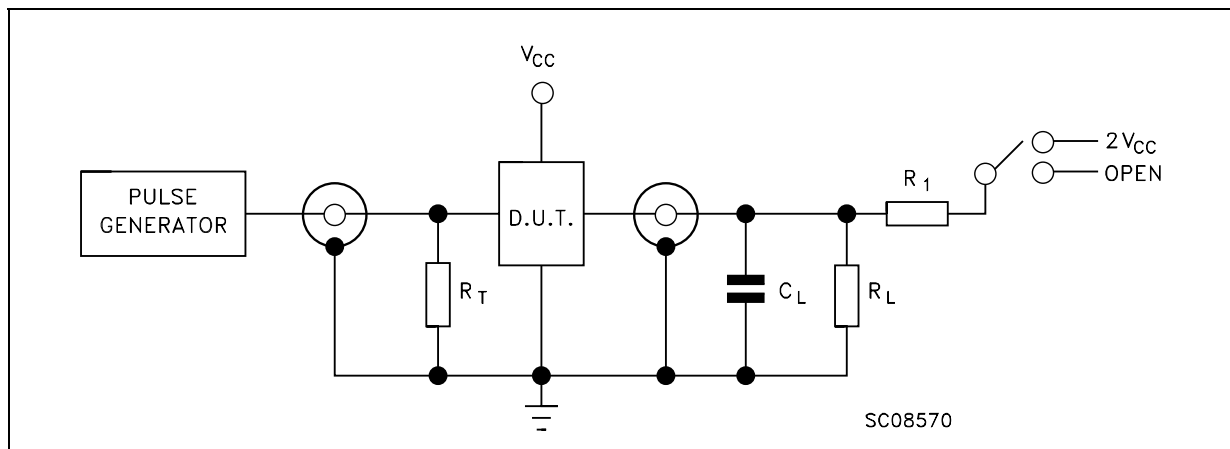 VCC
2VCC
OPEN
R1
PULSE
GENERATOR
D.U.T.
RT
CL
RL
SC08570